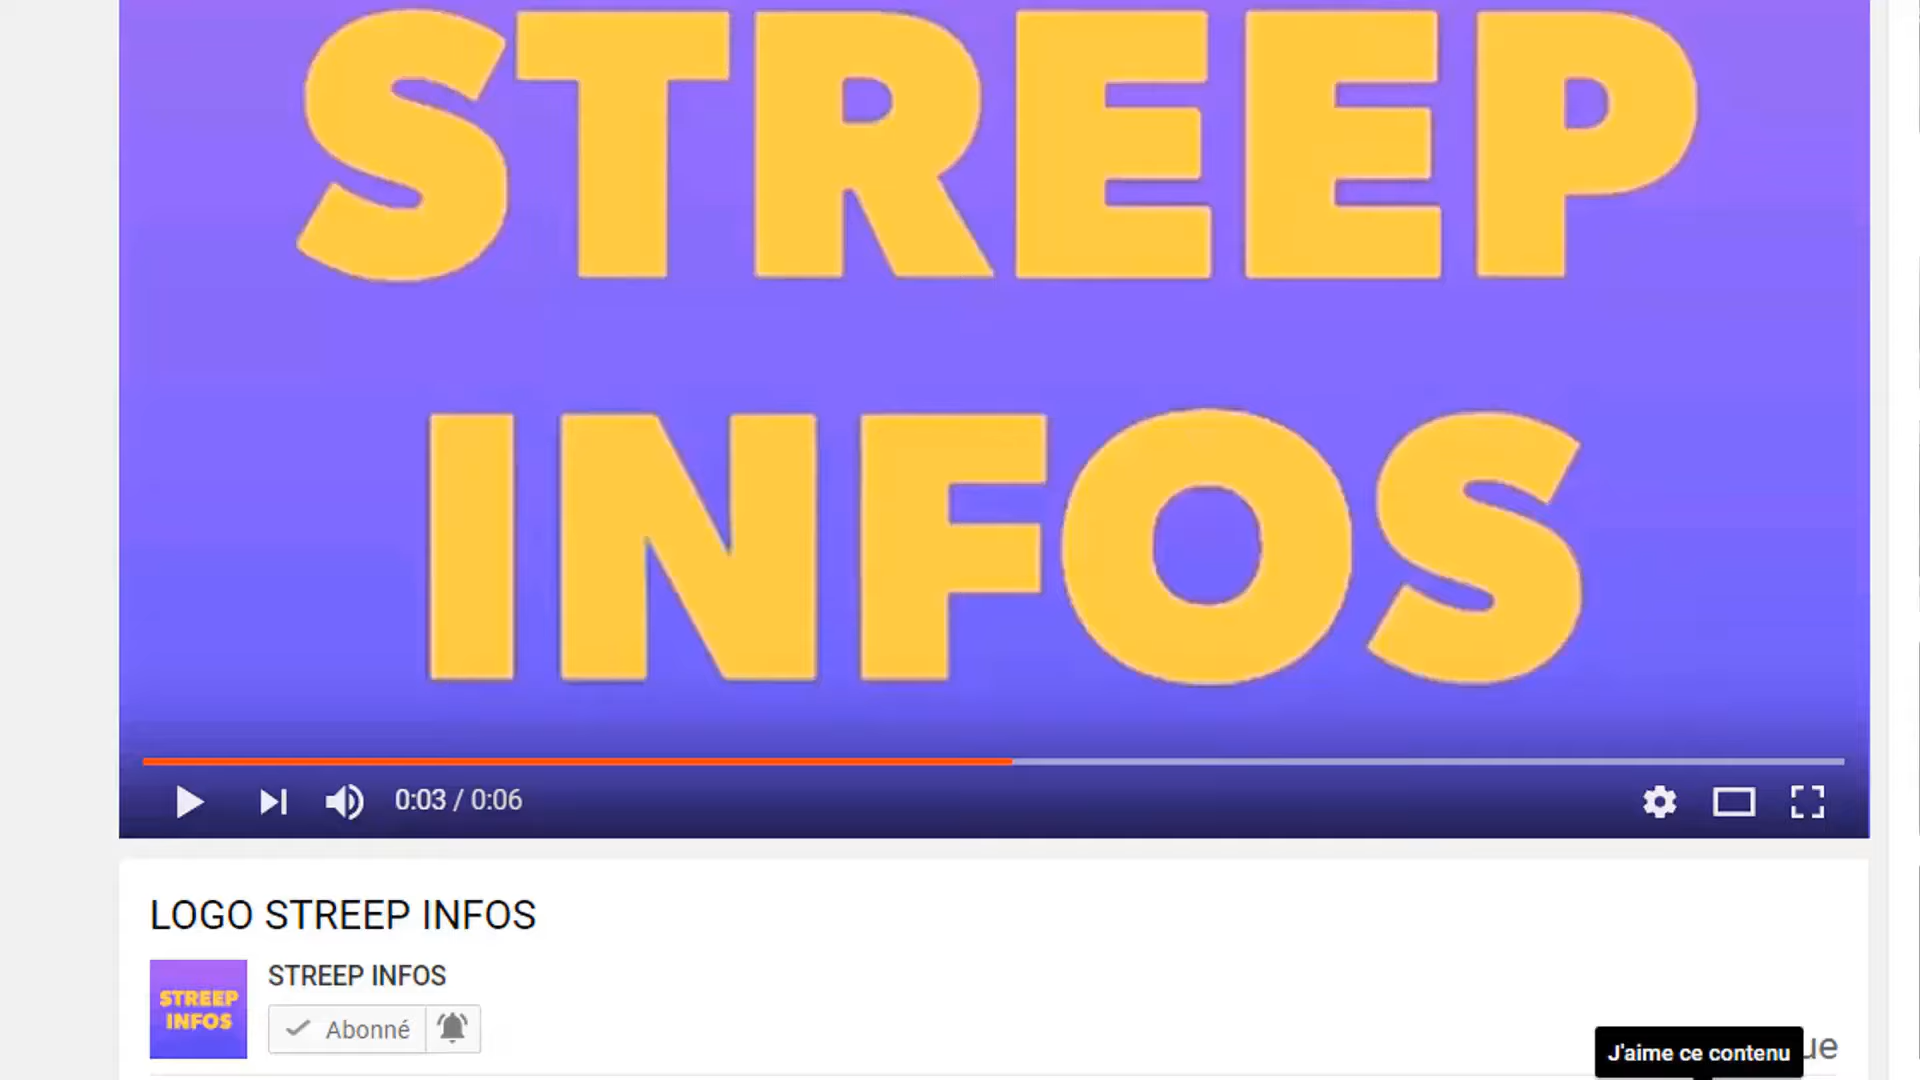 STREEP
INFOS
0:03 / 0:06
LOGO STREEP INFOS
STREEP INFOS
STREEP
INFOS
Abonné
J'aime ce contenu